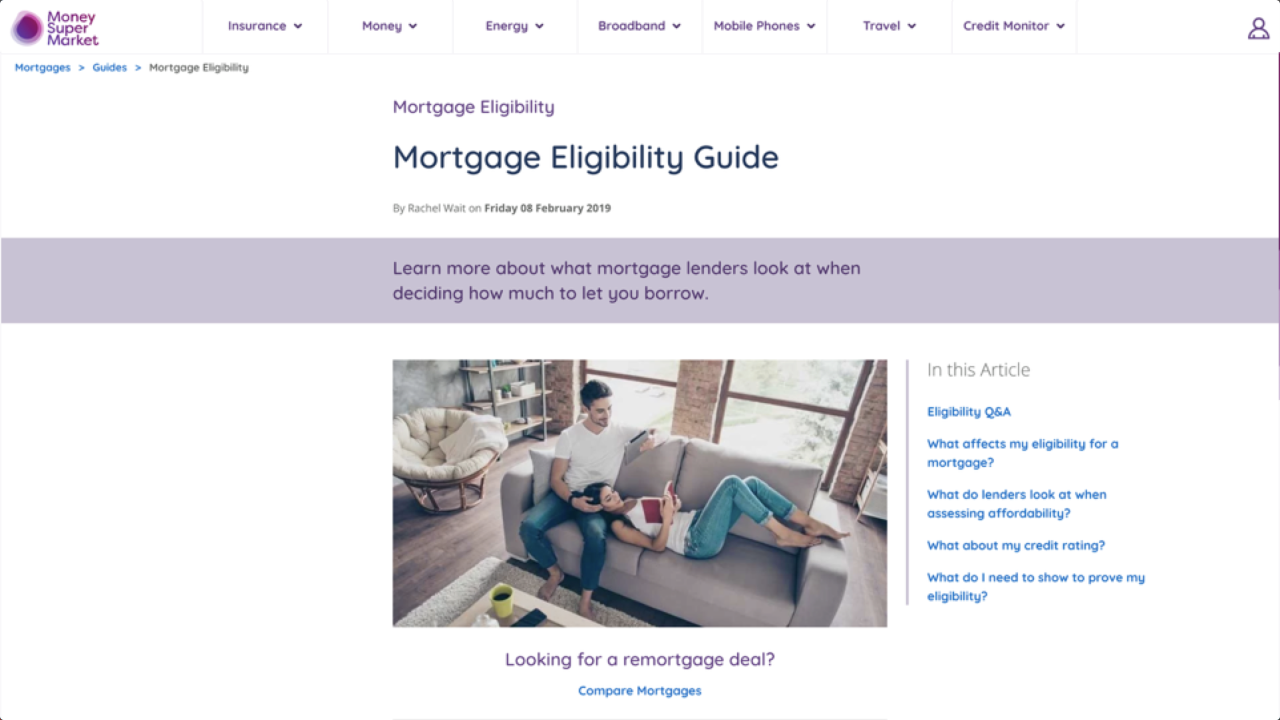 Money
Super
Market
Insurance
Money
Energy
Broadband
Mobile Phones
Travel
Credit Monitor
Mortgages > Guides > Mortgage Eligibility
Mortgage Eligibility
Mortgage Eligibility Guide
By Rachel Wait on Friday 08 February 2019
Learn more about what mortgage lenders look at when
deciding how much to let you borrow.
In this Article
Eligibility Q&A
What affects my eligibility for a
mortgage?
What do lenders look at when
assessing affordability?
What about my credit rating?
What do I need to show to prove my
eligibility?
Looking for a remortgage deal?
Compare Mortgages